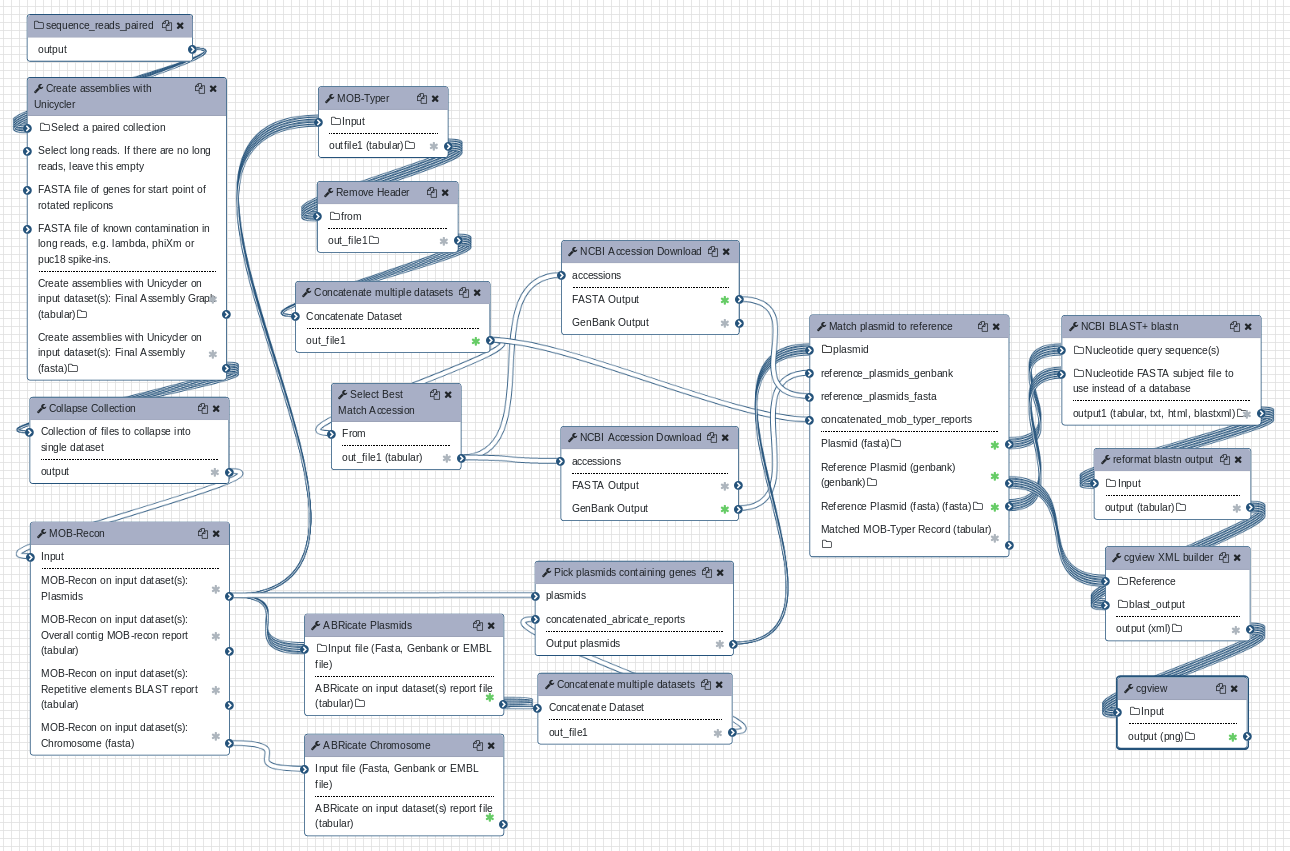 sequence_reads_paired
output
Create assemblies with
Unicycler
Select a paired collection
Select long reads. If there are no long
reads, leave this empty
FASTA file of genes for start point of
rotated replicons
FASTA file of known contamination in
long reads, e.g. lambda, phiXm or
puc18 spike-ins.
Create assemblies with Unicycler on
input dataset(s): Final Assembly Graph
(tabular)
Create assemblies with Unicycler on
input dataset(s): Final Assembly
(fasta)
Collapse Collection
Collection of files to collapse into
single dataset
output
MOB-Recon
Input
MOB-Recon on input dataset(s):
Plasmids
MOB-Recon on input dataset(s):
Overall contig MOB-recon report
(tabular)
MOB-Recon on input dataset(s):
Repetitive elements BLAST report
(tabular)
MOB-Recon on input dataset(s):
Chromosome (fasta)
MOB-Typer
Input
outfile1 (tabular)
Remove Header
from
out_file1
Concatenate multiple datasets
Concatenate Dataset
out_file1
Select Best
Match Accession
From
out_file1 (tabular)
ABRicate Plasmids
Input file (Fasta, Genbank or EMBL
file)
ABRicate on input dataset(s) report file
(tabular)
ABRicate Chromosome
Input file (Fasta, Genbank or EMBL
file)
ABRicate on input dataset(s) report file
(tabular)
NCBI Accession Download
accessions
FASTA Output
GenBank Output
NCBI Accession Download
accessions
FASTA Output
GenBank Output
Pick plasmids containing genes
plasmids
concatenated_abricate_reports
Output plasmids
Concatenate multiple datasets
Concatenate Dataset
out_file1
Match plasmid to reference
plasmid
reference_plasmids_genbank
reference_plasmids_fasta
concatenated_mob_typer_reports
Plasmid (fasta)
Reference Plasmid (genbank)
(genbank)
Reference Plasmid (fasta) (fasta)
Matched MOB-Typer Record (tabular)
NCBI BLAST+ blastn
Nucleotide query sequence(s)
Nucleotide FASTA subject file to
use instead of a database
output1 (tabular, txt, html, blastxml)
reformat blastn output
Input
output (tabular)
cgview XML builder
Reference
blast_output
output (xml)
cgview
Input
output (png)